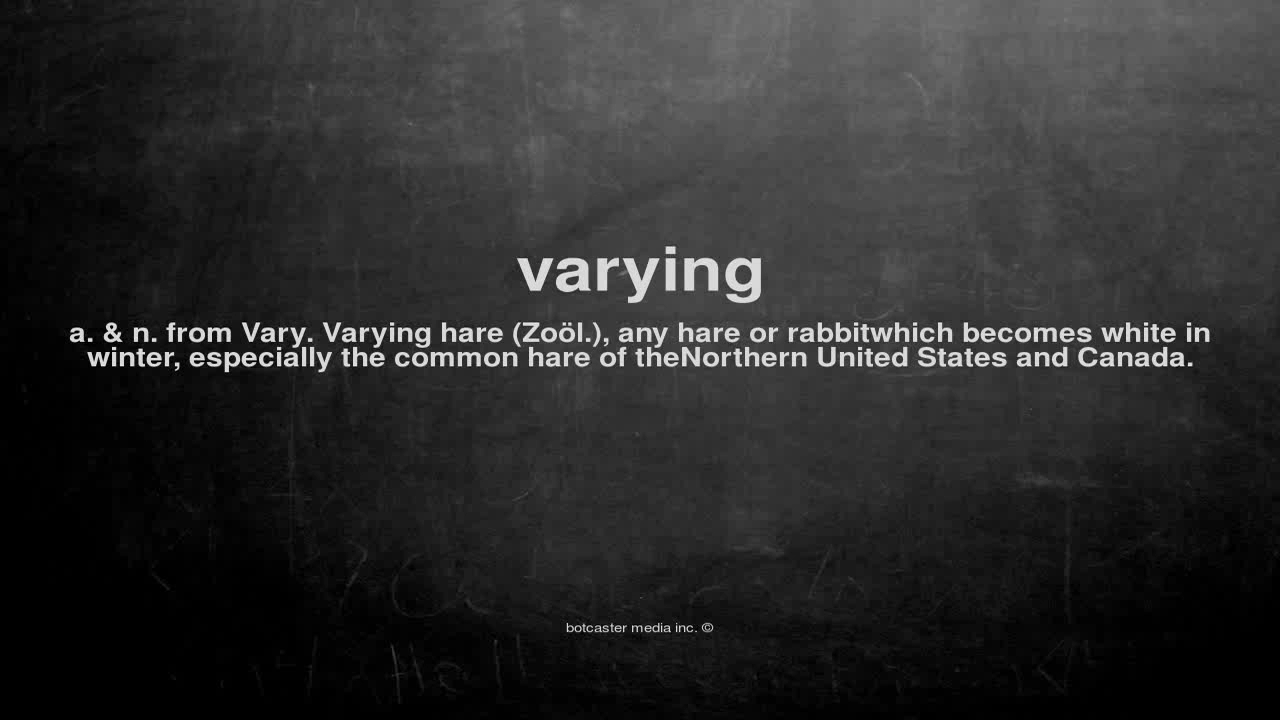 varying
a. & n. from Vary. Varying hare (Zoöl.), any hare or rabbitwhich becomes white in
winter, especially the common hare of theNorthern United States and Canada.
botcaster media inc. ©